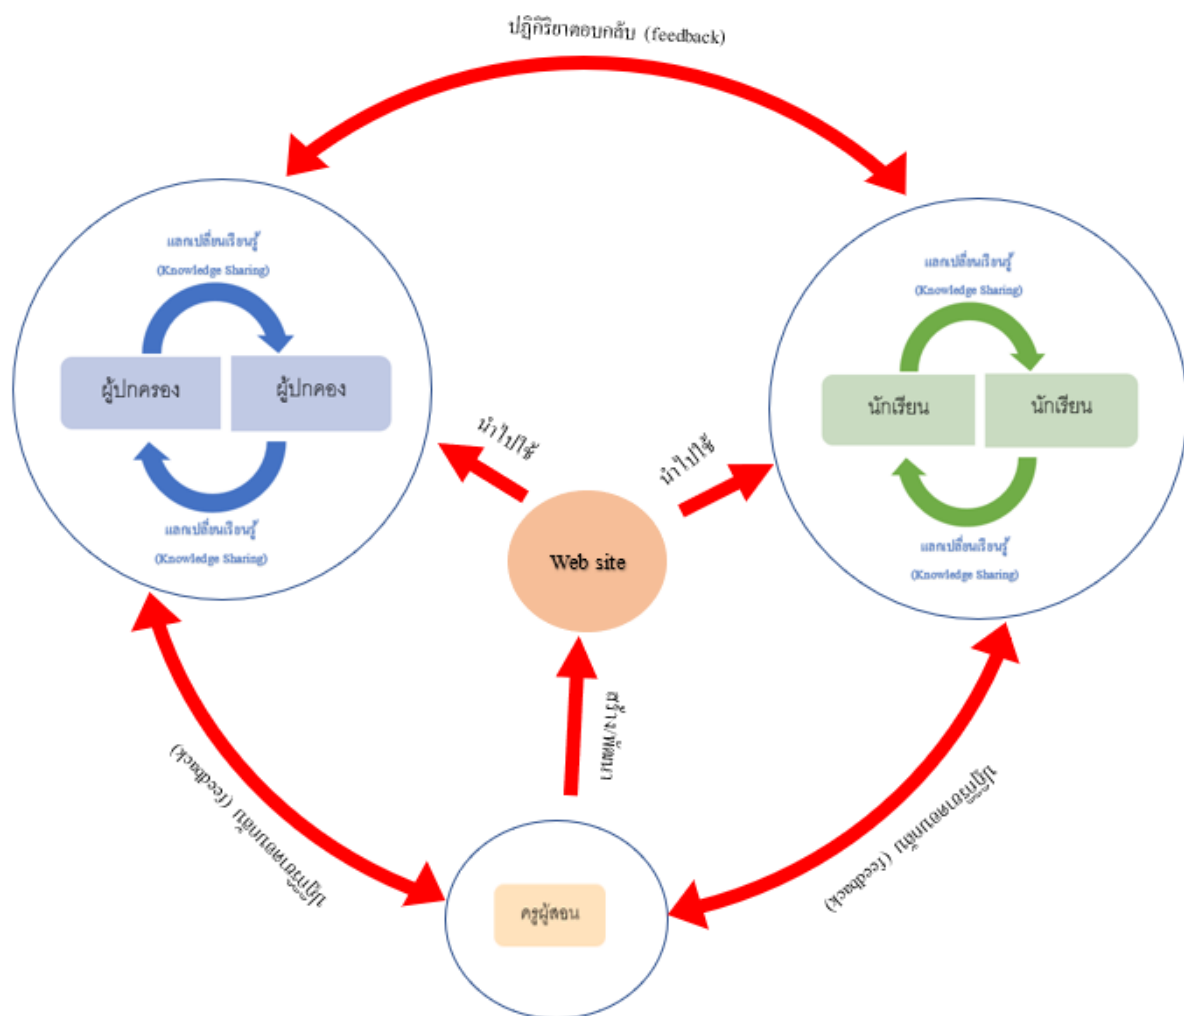 ปฏิกิริยาตอบกลับ (feedback)
แลกเปลี่ยนเรียนรู้
(Knowledge Sharing)
ผู้ปกครอง
ผู้ปกคอง
แลกเปลี่ยนเรียนรู้
(Knowledge Sharing)
แลกเปลี่ยนเรียนรู้
(Knowledge Sharing)
นักเรียน
นักเรียน
แลกเปลี่ยนเรียนรู้
(Knowledge Sharing)
นำไปใช้
นำไปใช้
Web site
สร้าง/พัฒนา
ปฏิกิริยาตอบกลับ (feedback)
ปฏิกิริยาตอบกลับ (feedback)
ครูผู้สอน